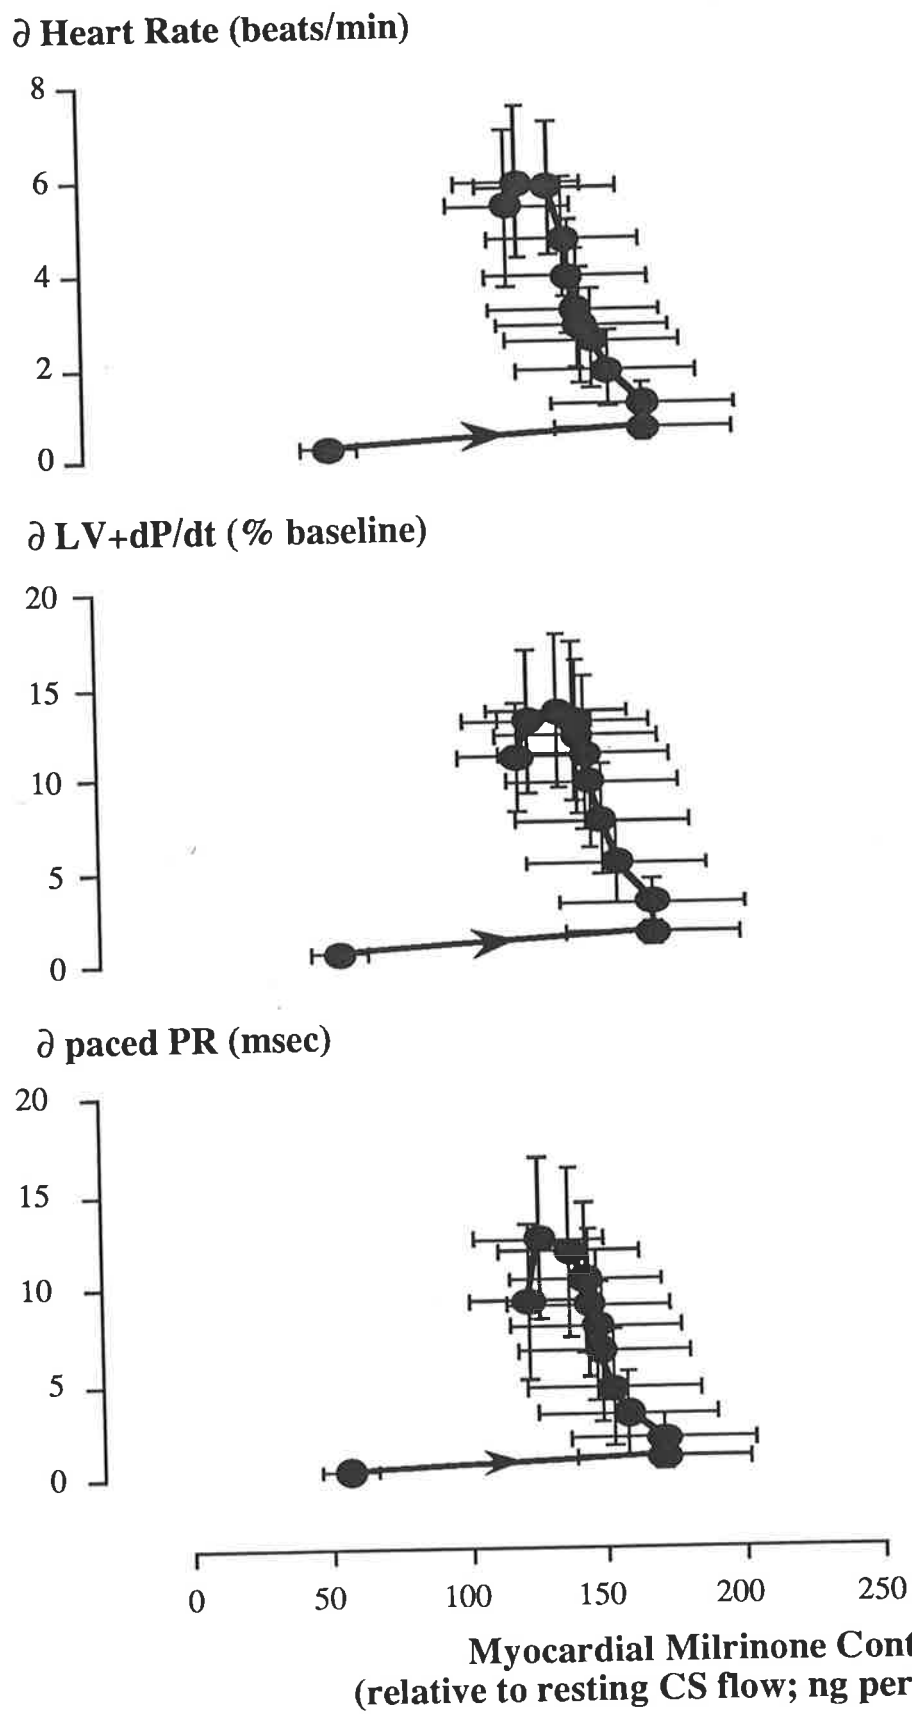 ∂ Heart Rate (beats/min)
8
6
4
2
0
∂ LV+dP/dt (% baseline)
20
15
10
5
0
∂ paced PR (msec)
20
15
10
5
0
0 50 100 150 200 250
Myocardial Milrinone Cont
(relative to resting CS flow; ng per